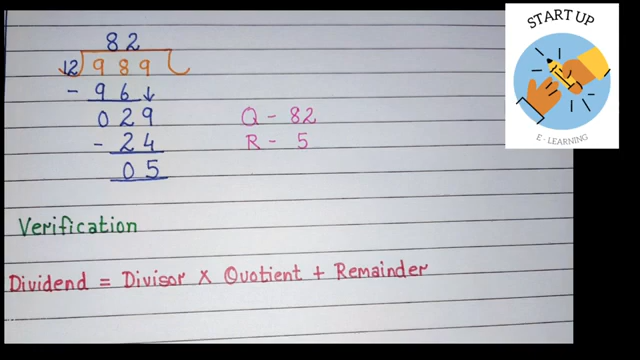 START UP
E - LEARNING
82
12 989
- 96
029
- 24
05
Q - 82
R - 5
Verification
Dividend = Divisor × Quotient + Remainder